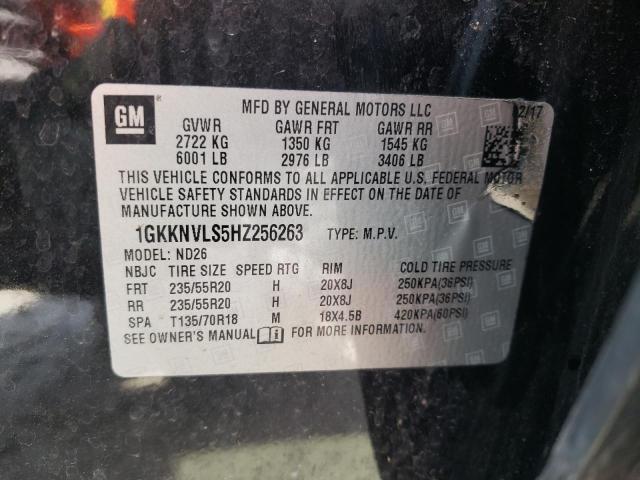 GM
MFD BY GENERAL MOTORS LLC
2/17
GVWR GAWR FRT GAWR RR
2722 KG 1350 KG 1545 KG
6001 LB 2976 LB 3406 LB
THIS VEHICLE CONFORMS TO ALL APPLICABLE U.S. FEDERAL MOTOR
VEHICLE SAFETY STANDARDS IN EFFECT ON THE DATE OF
MANUFACTURE SHOWN ABOVE.
1GKKNVLS5HZ256263 TYPE: M.P.V.
MODEL: ND26
NBJC TIRE SIZE SPEED RTG RIM COLD TIRE PRESSURE
FRT 235/55R20 H 20X8J 250KPA(36PSI)
RR 235/55R20 H 20X8J 250KPA(36PSI)
SPA T135/70R18 M 18X4.5B 420KPA(60PSI)
SEE OWNER'S MANUAL FOR MORE INFORMATION.